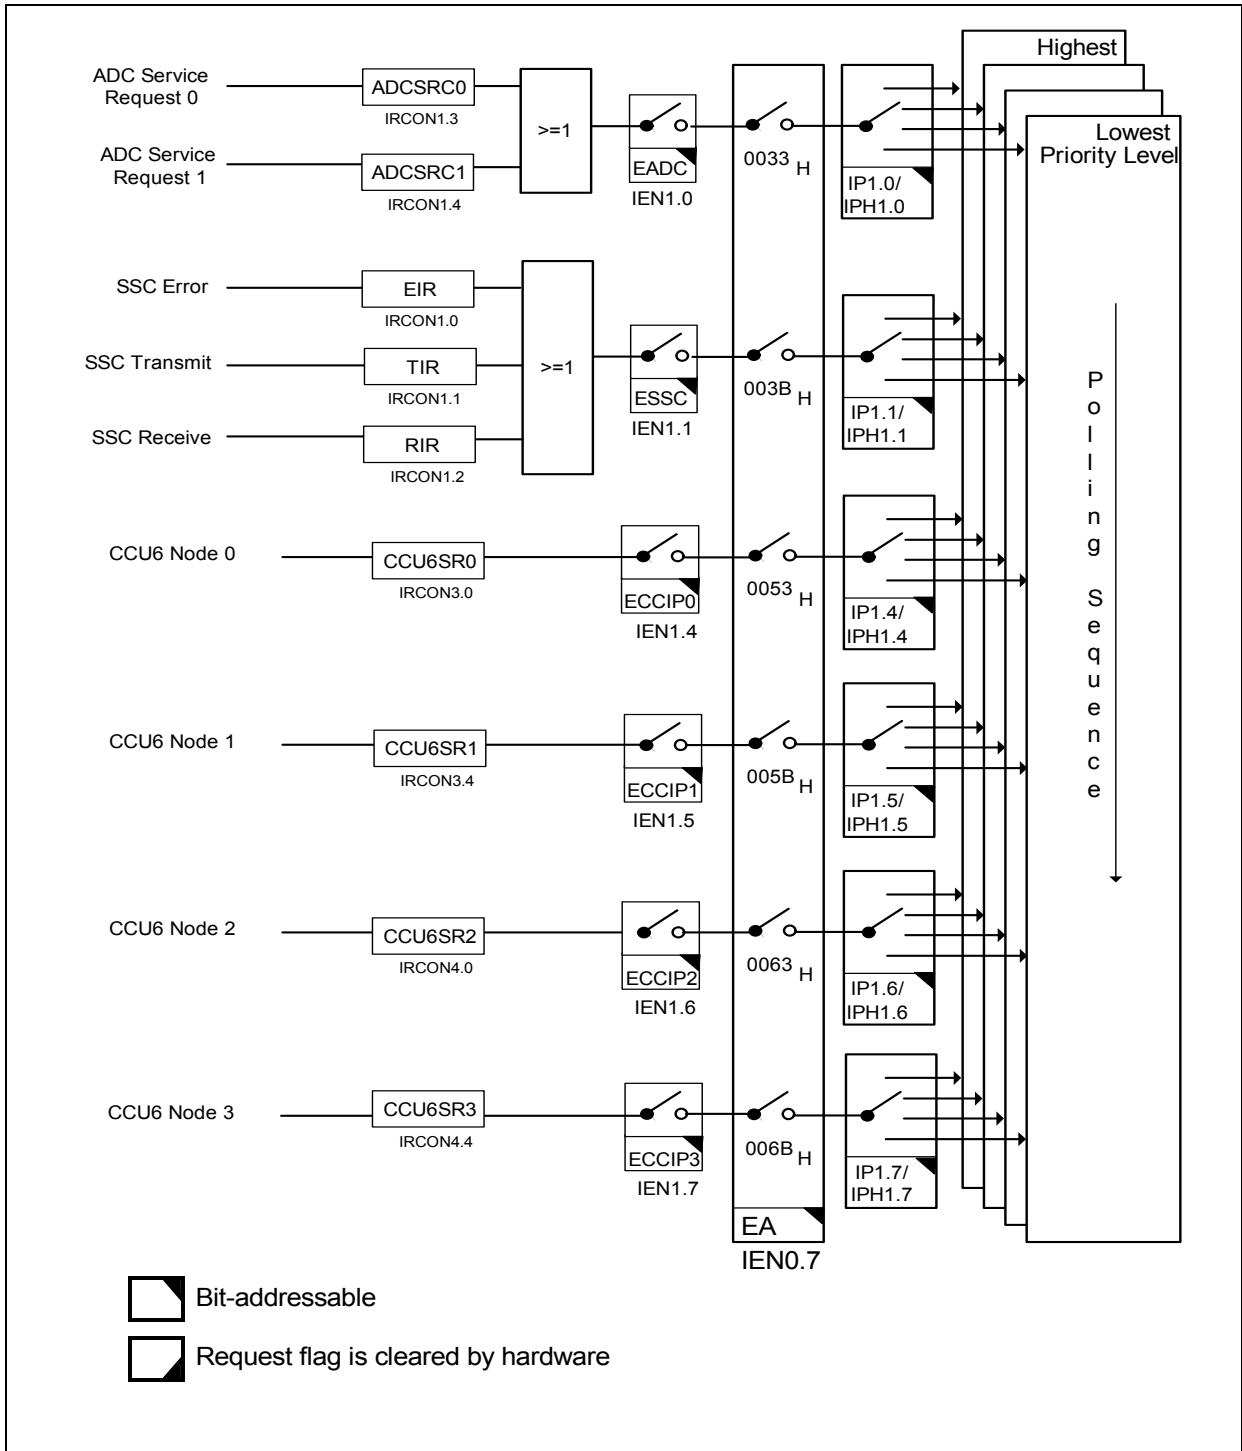 Highest
Lowest
Priority Level
ADC Service
Request 0
ADCSRC0
IRCON1.3
ADC Service
Request 1
ADCSRC1
IRCON1.4
>=1
EADC
IEN1.0
0033 H
IP1.0/
IPH1.0
SSC Error
EIR
IRCON1.0
SSC Transmit
TIR
IRCON1.1
SSC Receive
RIR
IRCON1.2
>=1
ESSC
IEN1.1
003B H
IP1.1/
IPH1.1
CCU6 Node 0
CCU6SR0
IRCON3.0
ECCIP0
IEN1.4
0053 H
IP1.4/
IPH1.4
CCU6 Node 1
CCU6SR1
IRCON3.4
ECCIP1
IEN1.5
005B H
IP1.5/
IPH1.5
CCU6 Node 2
CCU6SR2
IRCON4.0
ECCIP2
IEN1.6
0063 H
IP1.6/
IPH1.6
CCU6 Node 3
CCU6SR3
IRCON4.4
ECCIP3
IEN1.7
006B H
IP1.7/
IPH1.7
EA
IEN0.7
Polling Sequence
Bit-addressable
Request flag is cleared by hardware